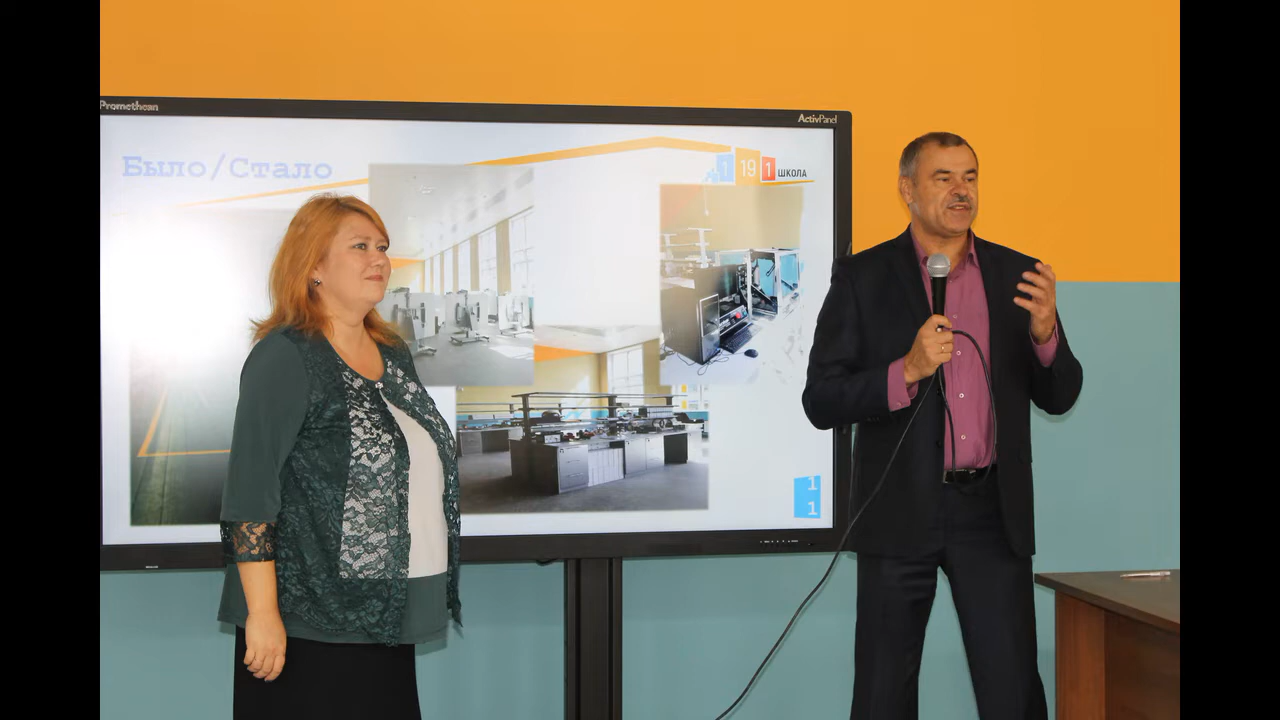 Promethean
ActivPanel
Было/Стало
1 19 1 ШКОЛА
1
1